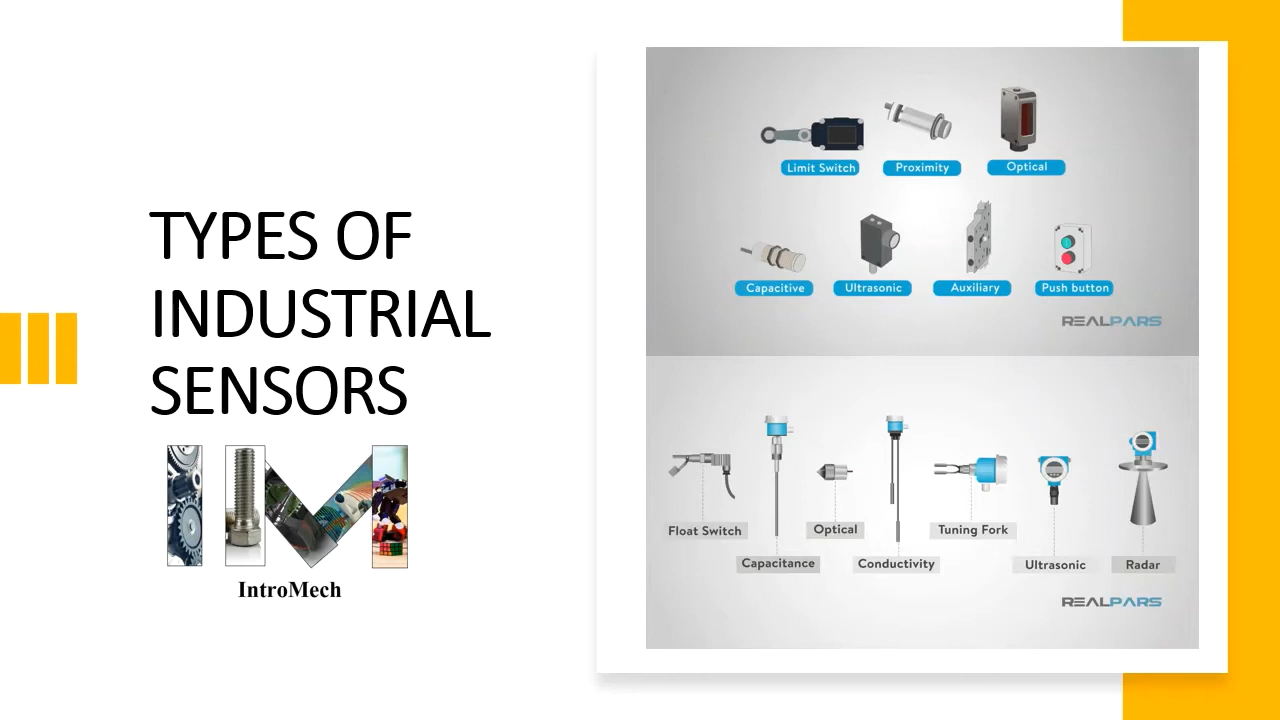 TYPES OF
INDUSTRIAL
SENSORS
IM
IntroMech
Limit Switch
Proximity
Optical
Capacitive
Ultrasonic
Auxiliary
Push button
REALPARS
Float Switch
Capacitance
Optical
Conductivity
Tuning Fork
Ultrasonic
Radar
REALPARS